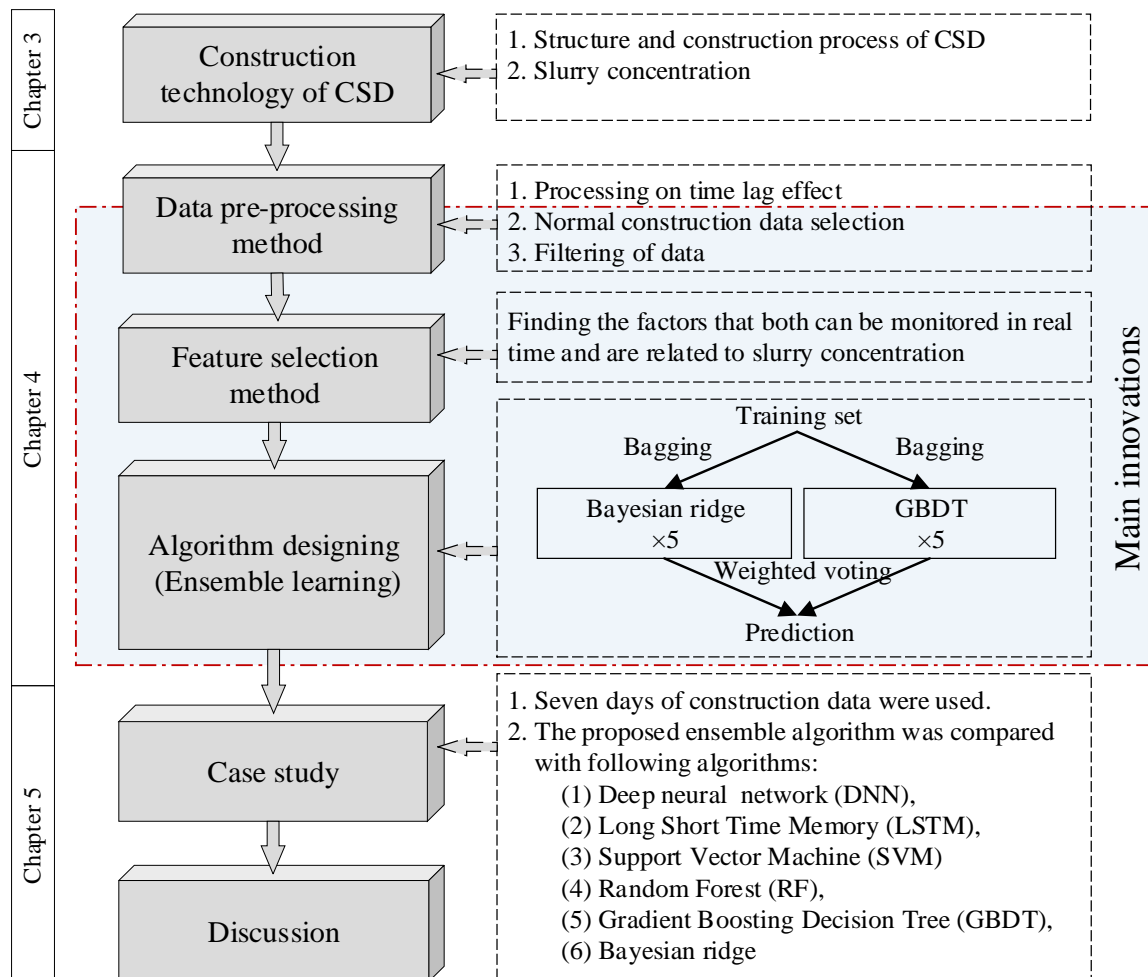 Chapter 3
Construction
technology of CSD
1. Structure and construction process of CSD
2. Slurry concentration
Chapter 4
Data pre-processing
method
1. Processing on time lag effect
2. Normal construction data selection
3. Filtering of data
Feature selection
method
Finding the factors that both can be monitored in real
time and are related to slurry concentration
Algorithm designing
(Ensemble learning)
Training set
Bagging
Bagging
Bayesian ridge
×5
GBDT
×5
Weighted voting
Prediction
Main innovations
Chapter 5
Case study
1. Seven days of construction data were used.
2. The proposed ensemble algorithm was compared
with following algorithms:
(1) Deep neural network (DNN),
(2) Long Short Time Memory (LSTM),
(3) Support Vector Machine (SVM)
(4) Random Forest (RF),
(5) Gradient Boosting Decision Tree (GBDT),
(6) Bayesian ridge
Discussion